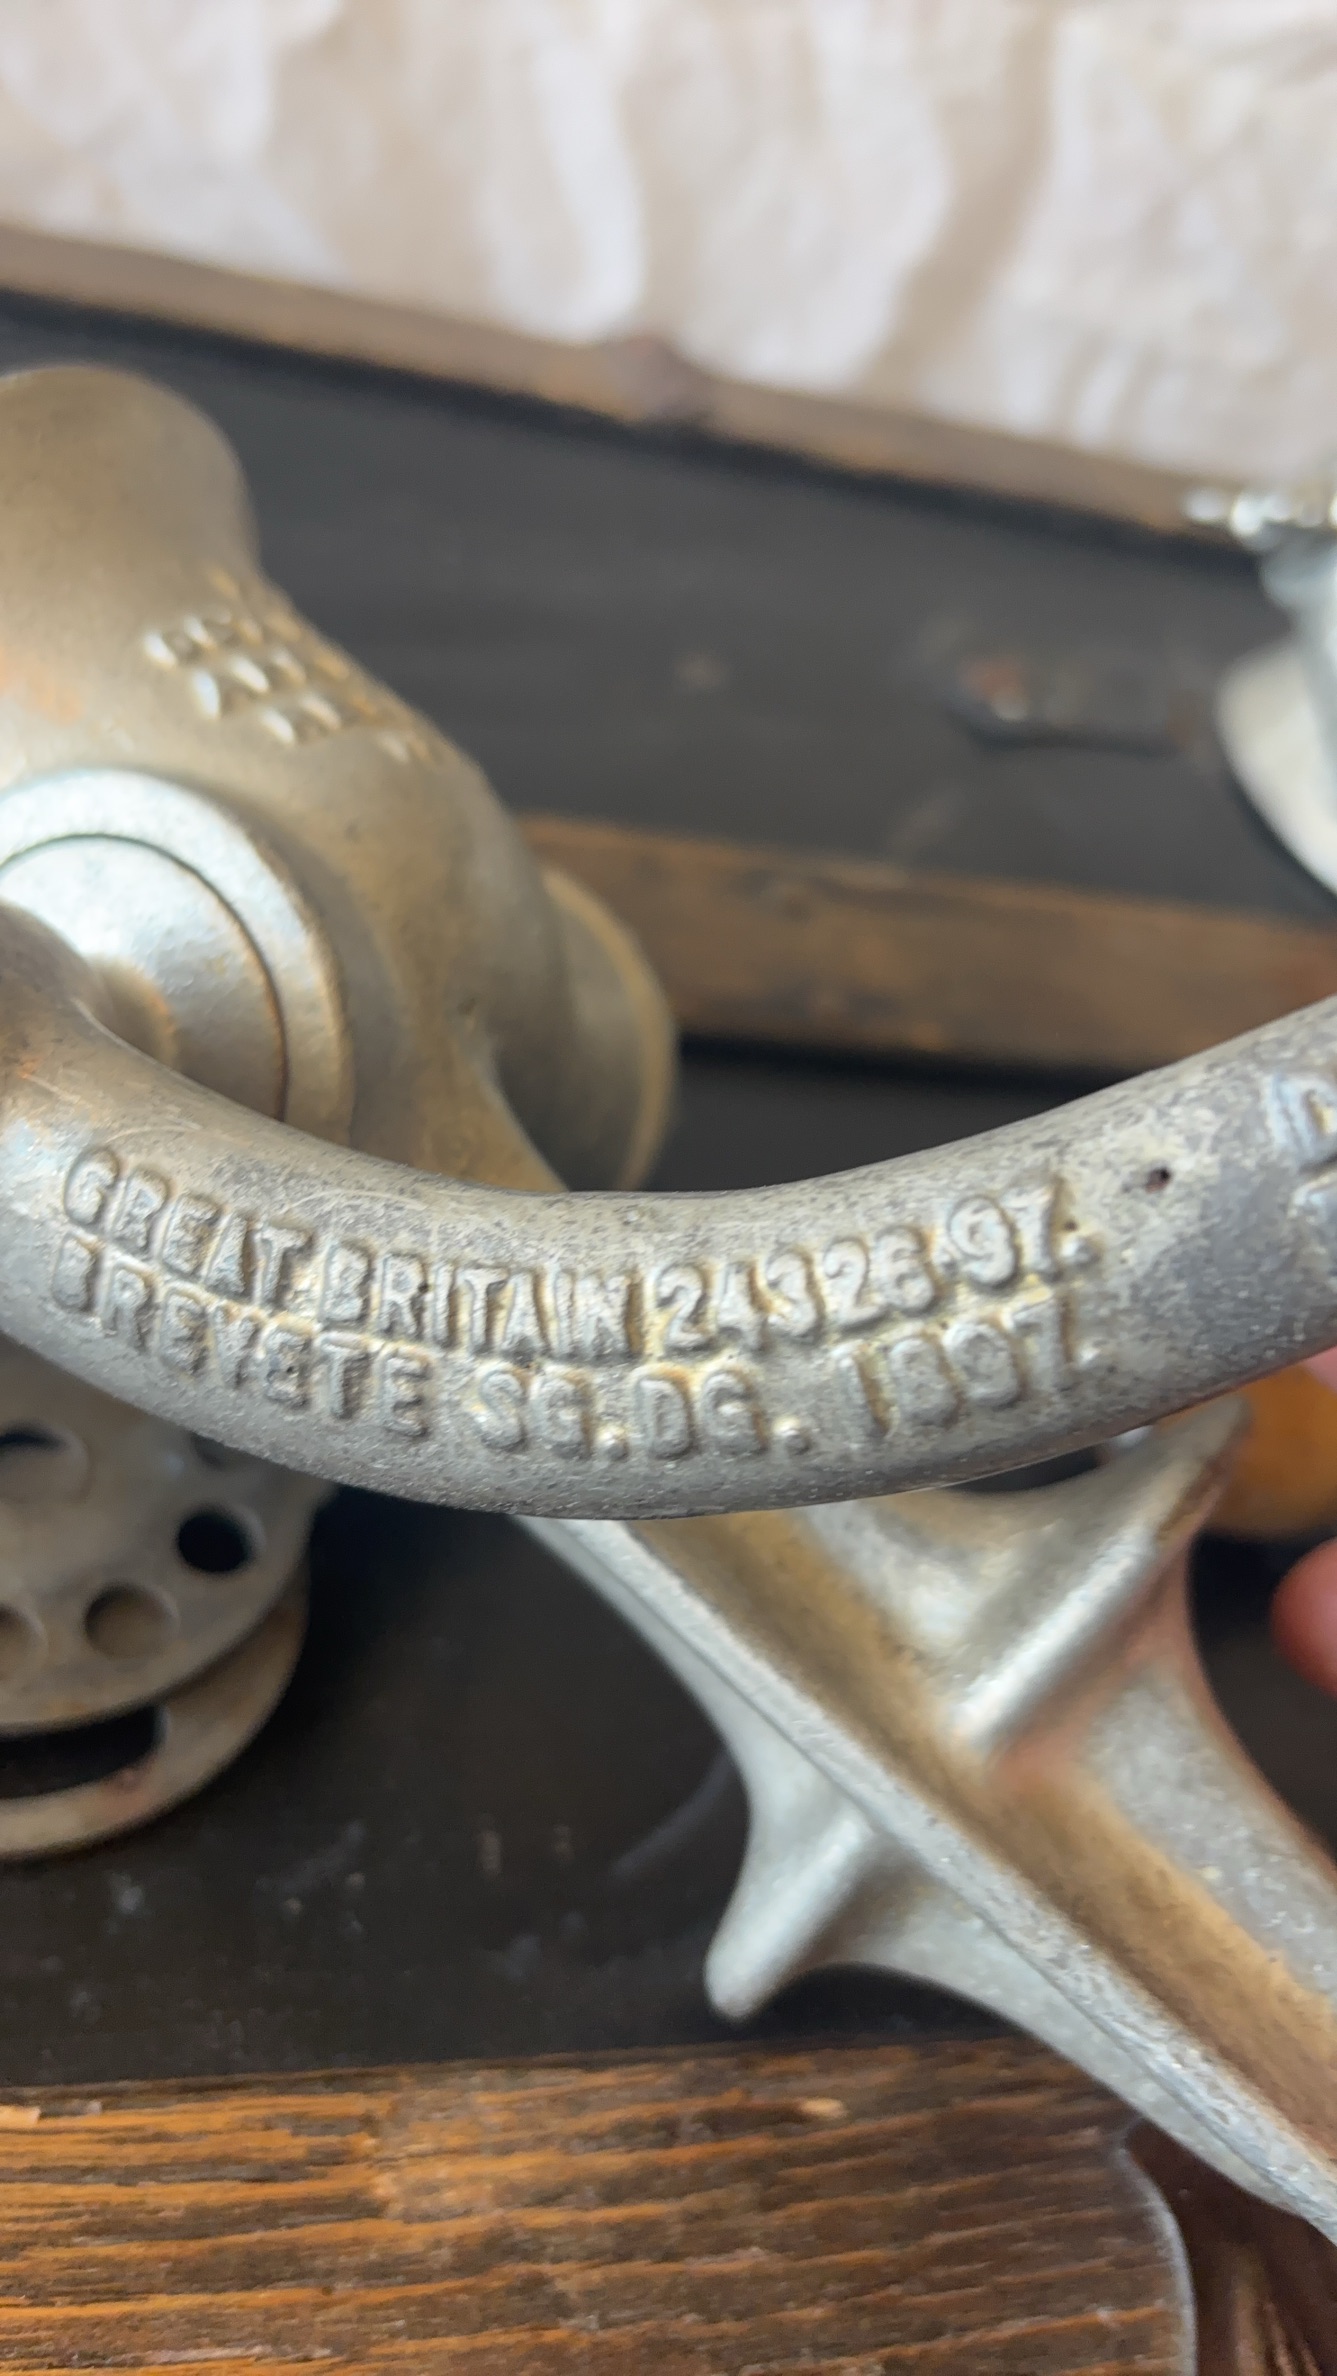 GREAT BRITAIN 24326·97.
BREVETE SG.DG. 1897.